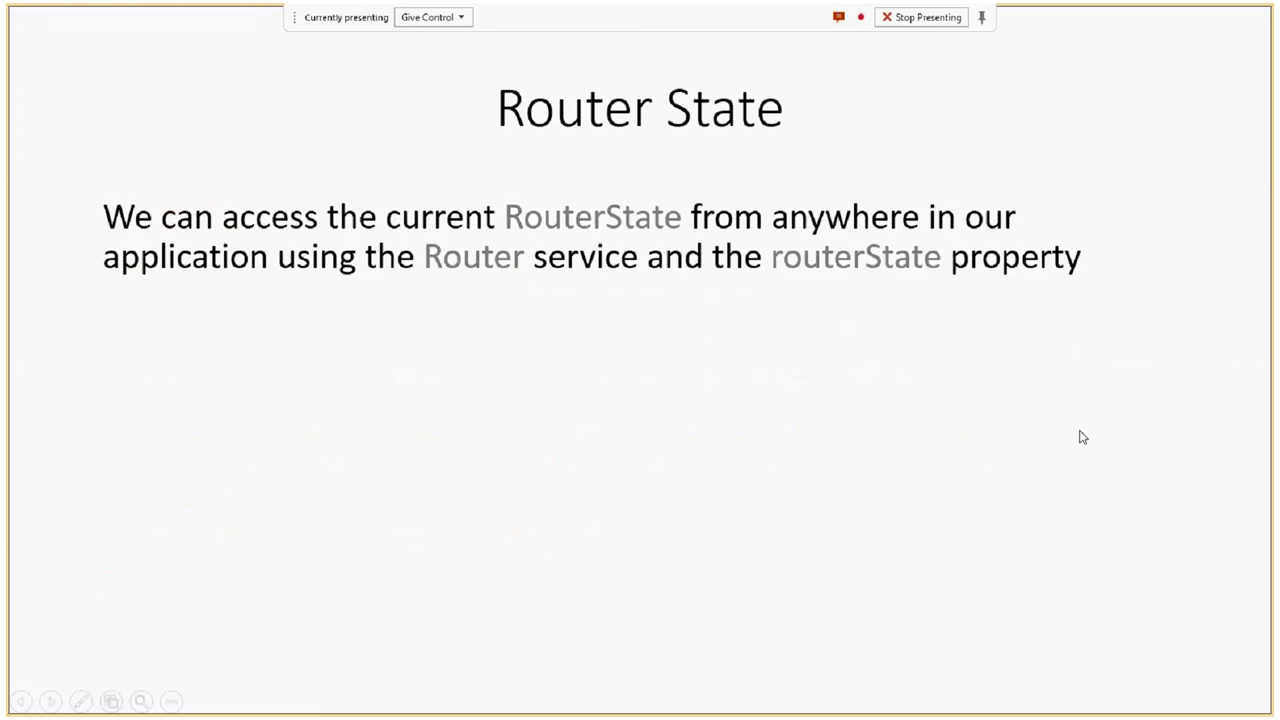 Currently presenting Give Control Stop Presenting
Router State
We can access the current RouterState from anywhere in our
application using the Router service and the routerState property